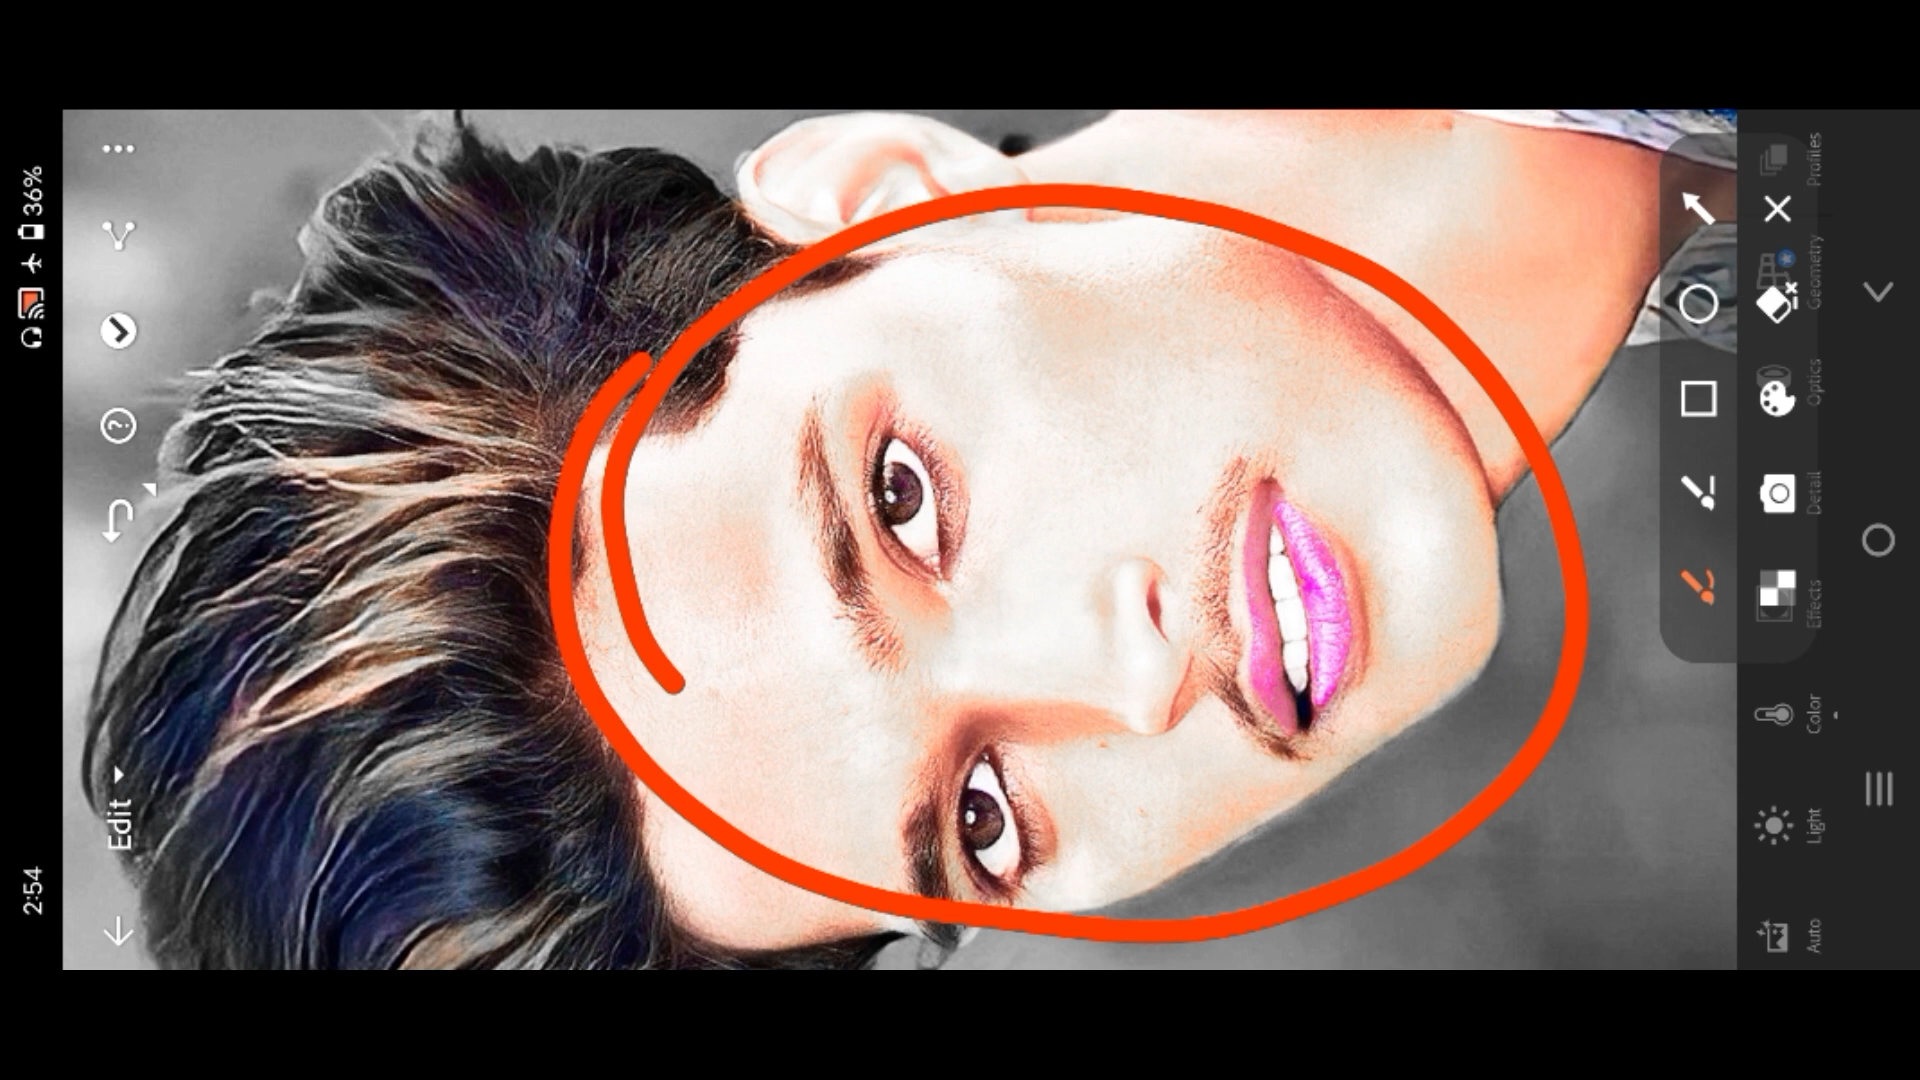 2:54
36%
Edit
?
Auto
Light
Color
Effects
Detail
Optics
Geometry
Profiles